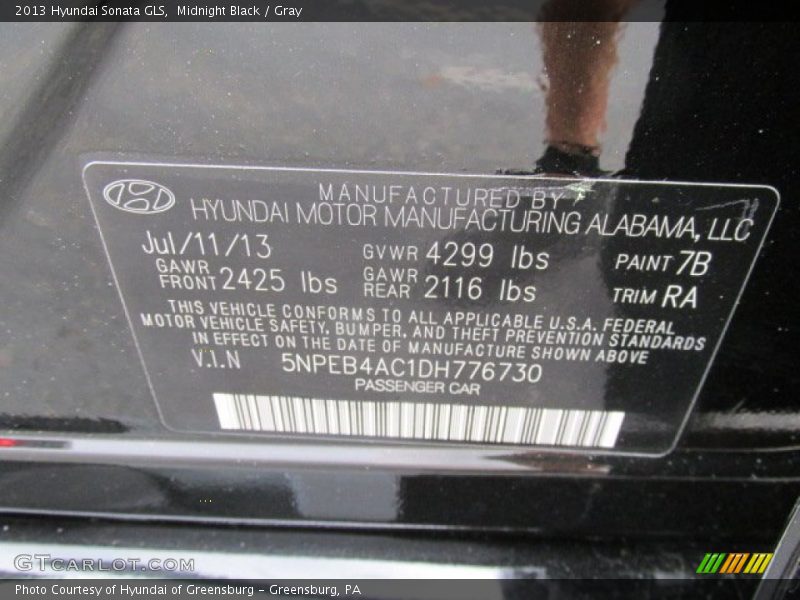 2013 Hyundai Sonata GLS, Midnight Black / Gray
MANUFACTURED BY
HYUNDAI MOTOR MANUFACTURING ALABAMA, LLC
Jul/11/13 GVWR 4299 lbs PAINT 7B
GAWR FRONT 2425 lbs GAWR REAR 2116 lbs TRIM RA
THIS VEHICLE CONFORMS TO ALL APPLICABLE U.S.A. FEDERAL
MOTOR VEHICLE SAFETY, BUMPER, AND THEFT PREVENTION STANDARDS
IN EFFECT ON THE DATE OF MANUFACTURE SHOWN ABOVE
V.I.N 5NPEB4AC1DH776730
PASSENGER CAR
GTCARLOT.COM
Photo Courtesy of Hyundai of Greensburg - Greensburg, PA